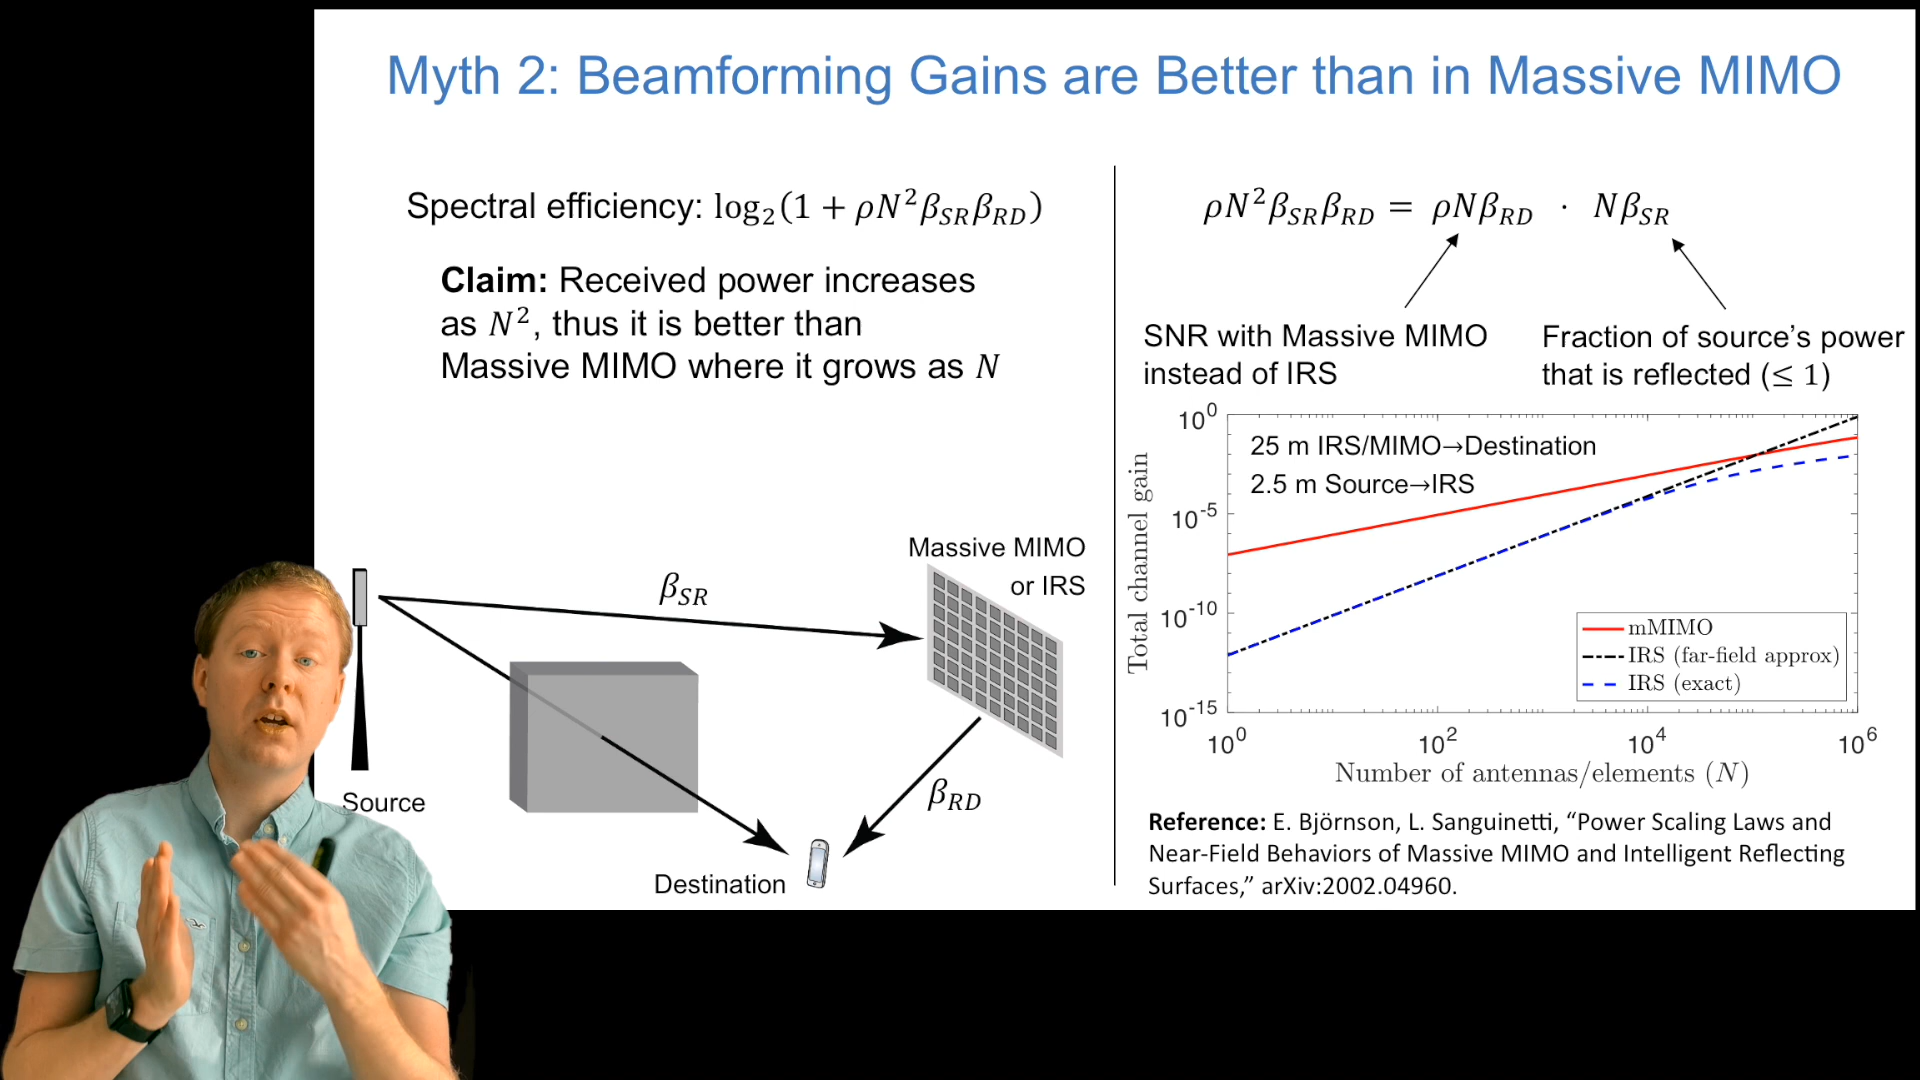 Myth 2: Beamforming Gains are Better than in Massive MIMO
Spectral efficiency: log₂(1 + ρN²β_SR β_RD)
Claim: Received power increases
as N², thus it is better than
Massive MIMO where it grows as N
Massive MIMO
or IRS
β_SR
β_RD
Source
Destination
ρN²β_SR β_RD = ρNβ_RD · Nβ_SR
SNR with Massive MIMO
instead of IRS
Fraction of source’s power
that is reflected (≤ 1)
25 m IRS/MIMO→Destination
2.5 m Source→IRS
Total channel gain
10⁰
10⁻⁵
10⁻¹⁰
10⁻¹⁵
mMIMO
IRS (far-field approx)
IRS (exact)
10⁰ 10² 10⁴ 10⁶
Number of antennas/elements (N)
Reference: E. Björnson, L. Sanguinetti, “Power Scaling Laws and
Near-Field Behaviors of Massive MIMO and Intelligent Reflecting
Surfaces,” arXiv:2002.04960.